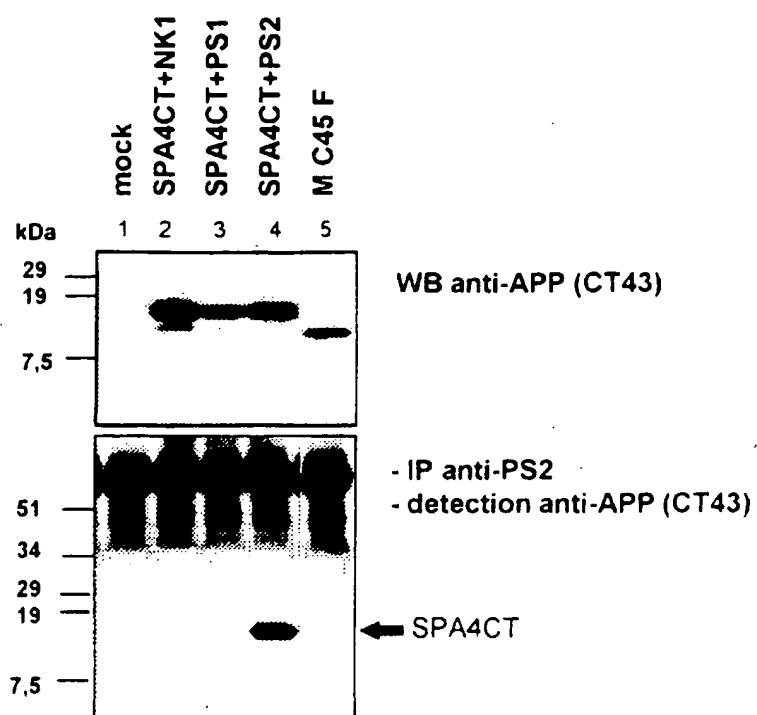 mock
SPA4CT+NK1
SPA4CT+PS1
SPA4CT+PS2
M C45 F
kDa
1 2 3 4 5
29
19
7,5
WB anti-APP (CT43)
- IP anti-PS2
- detection anti-APP (CT43)
51
34
29
19
7,5
SPA4CT